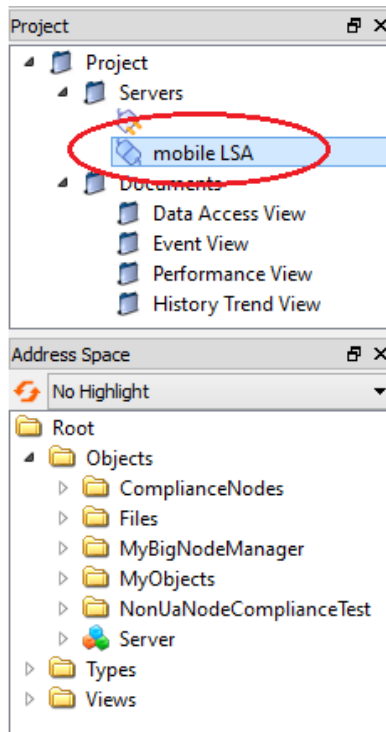 Project
Project
Servers
mobile LSA
Documents
Data Access View
Event View
Performance View
History Trend View
Address Space
No Highlight
Root
Objects
ComplianceNodes
Files
MyBigNodeManager
MyObjects
NonUaNodeComplianceTest
Server
Types
Views